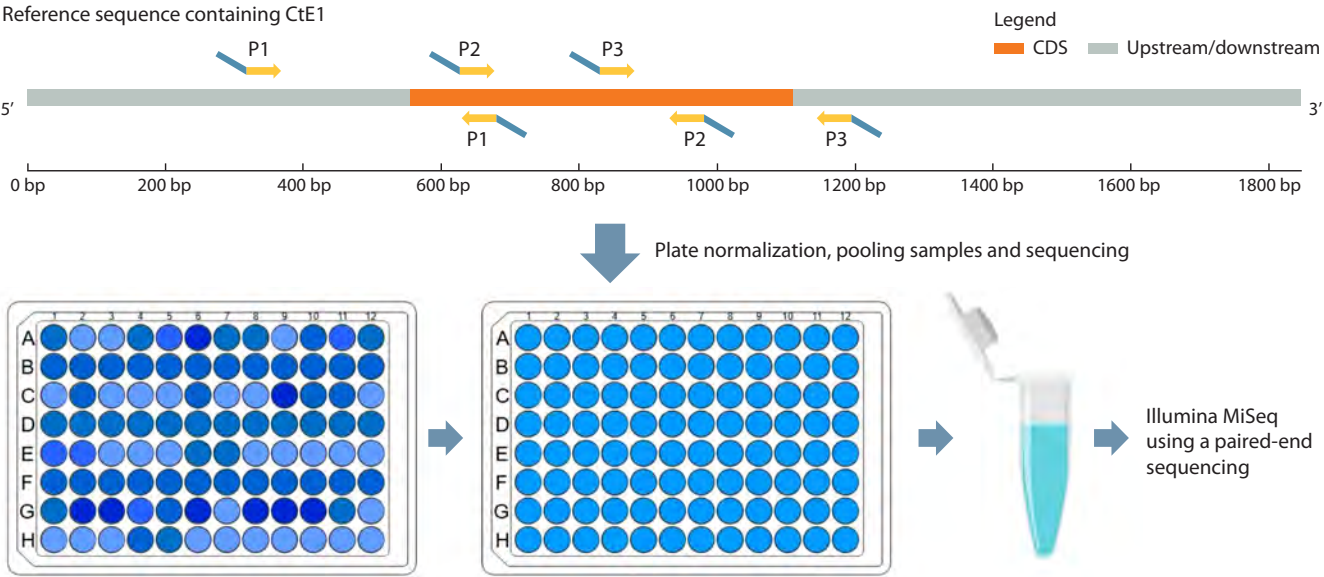 Reference sequence containing CtE1
Legend
CDS
Upstream/downstream
P1
P2
P3
5′
3′
P1
P2
P3
0 bp
200 bp
400 bp
600 bp
800 bp
1000 bp
1200 bp
1400 bp
1600 bp
1800 bp
Plate normalization, pooling samples and sequencing
1 2 3 4 5 6 7 8 9 10 11 12
A
B
C
D
E
F
G
H
1 2 3 4 5 6 7 8 9 10 11 12
A
B
C
D
E
F
G
H
Illumina MiSeq
using a paired-end
sequencing